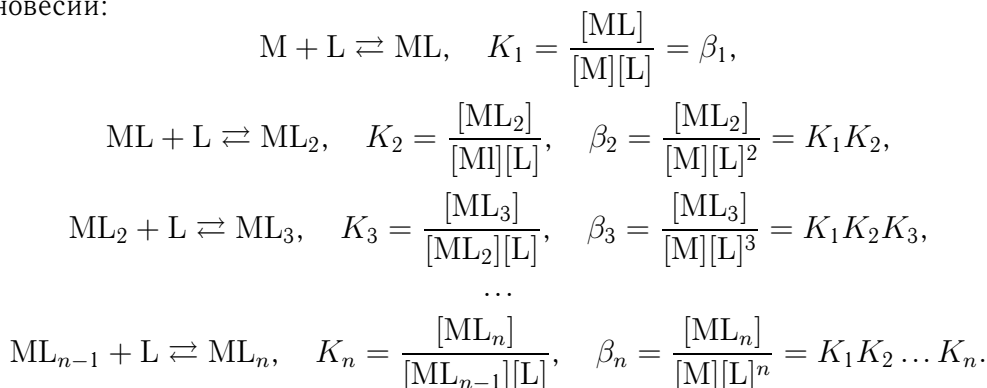 новесий:
M + L ⇄ ML, K₁ = [ML]/[M][L] = β₁,
ML + L ⇄ ML₂, K₂ = [ML₂]/[Ml][L], β₂ = [ML₂]/[M][L]² = K₁K₂,
ML₂ + L ⇄ ML₃, K₃ = [ML₃]/[ML₂][L], β₃ = [ML₃]/[M][L]³ = K₁K₂K₃,
...
MLₙ₋₁ + L ⇄ MLₙ, Kₙ = [MLₙ]/[MLₙ₋₁][L], βₙ = [MLₙ]/[M][L]ⁿ = K₁K₂ ... Kₙ.